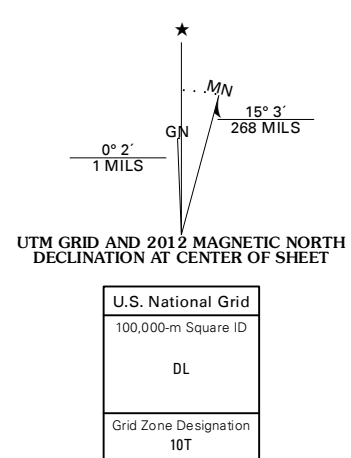 ★
MN
15° 3´
268 MILS
GN
0° 2´
1 MILS
UTM GRID AND 2012 MAGNETIC NORTH
DECLINATION AT CENTER OF SHEET
U.S. National Grid
100,000-m Square ID
DL
Grid Zone Designation
10T